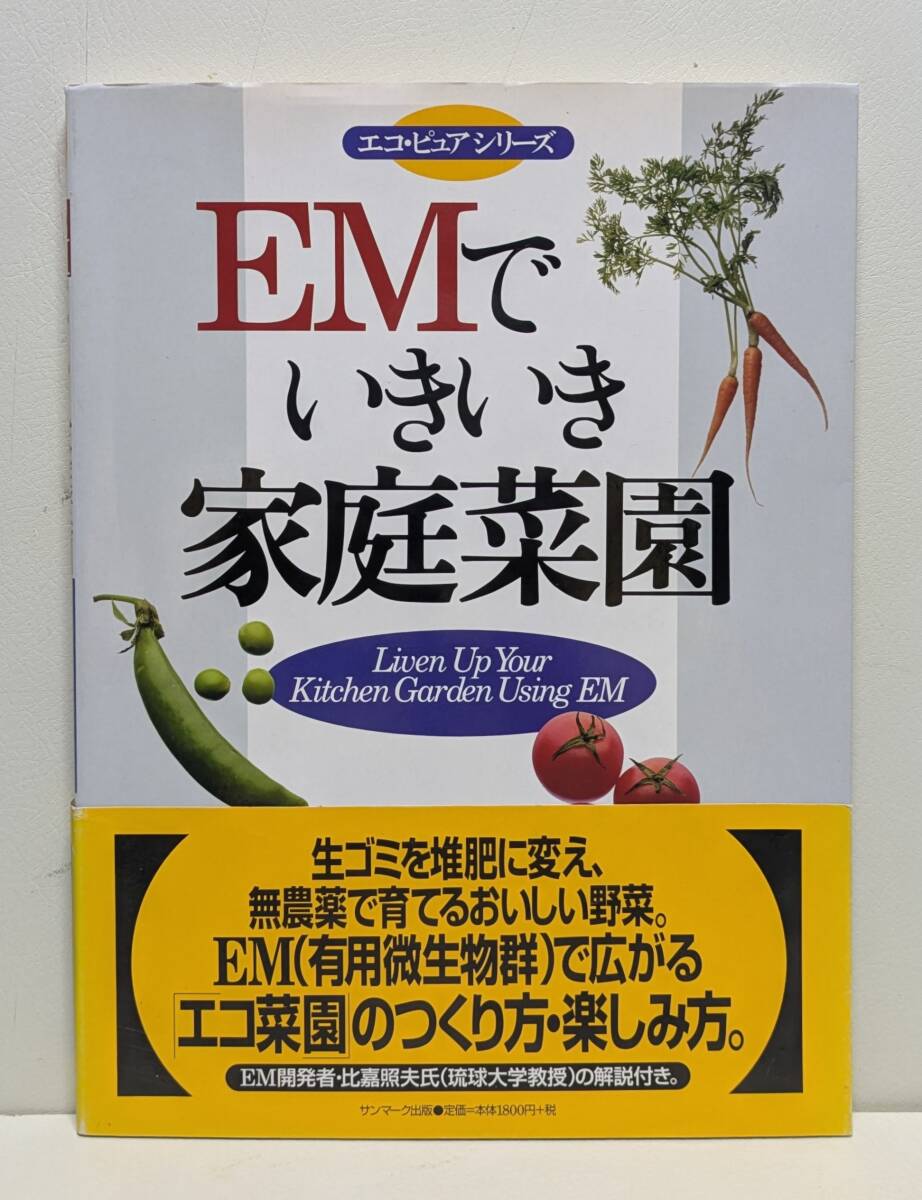 エコ・ピュアシリーズ
EMで
いきいき
家庭菜園
Liven Up Your
Kitchen Garden Using EM
生ゴミを堆肥に変え、
無農薬で育てるおいしい野菜。
EM(有用微生物群)で広がる
「エコ菜園」のつくり方・楽しみ方。
EM開発者・比嘉照夫氏(琉球大学教授)の解説付き。
サンマーク出版●定価=本体1800円+税